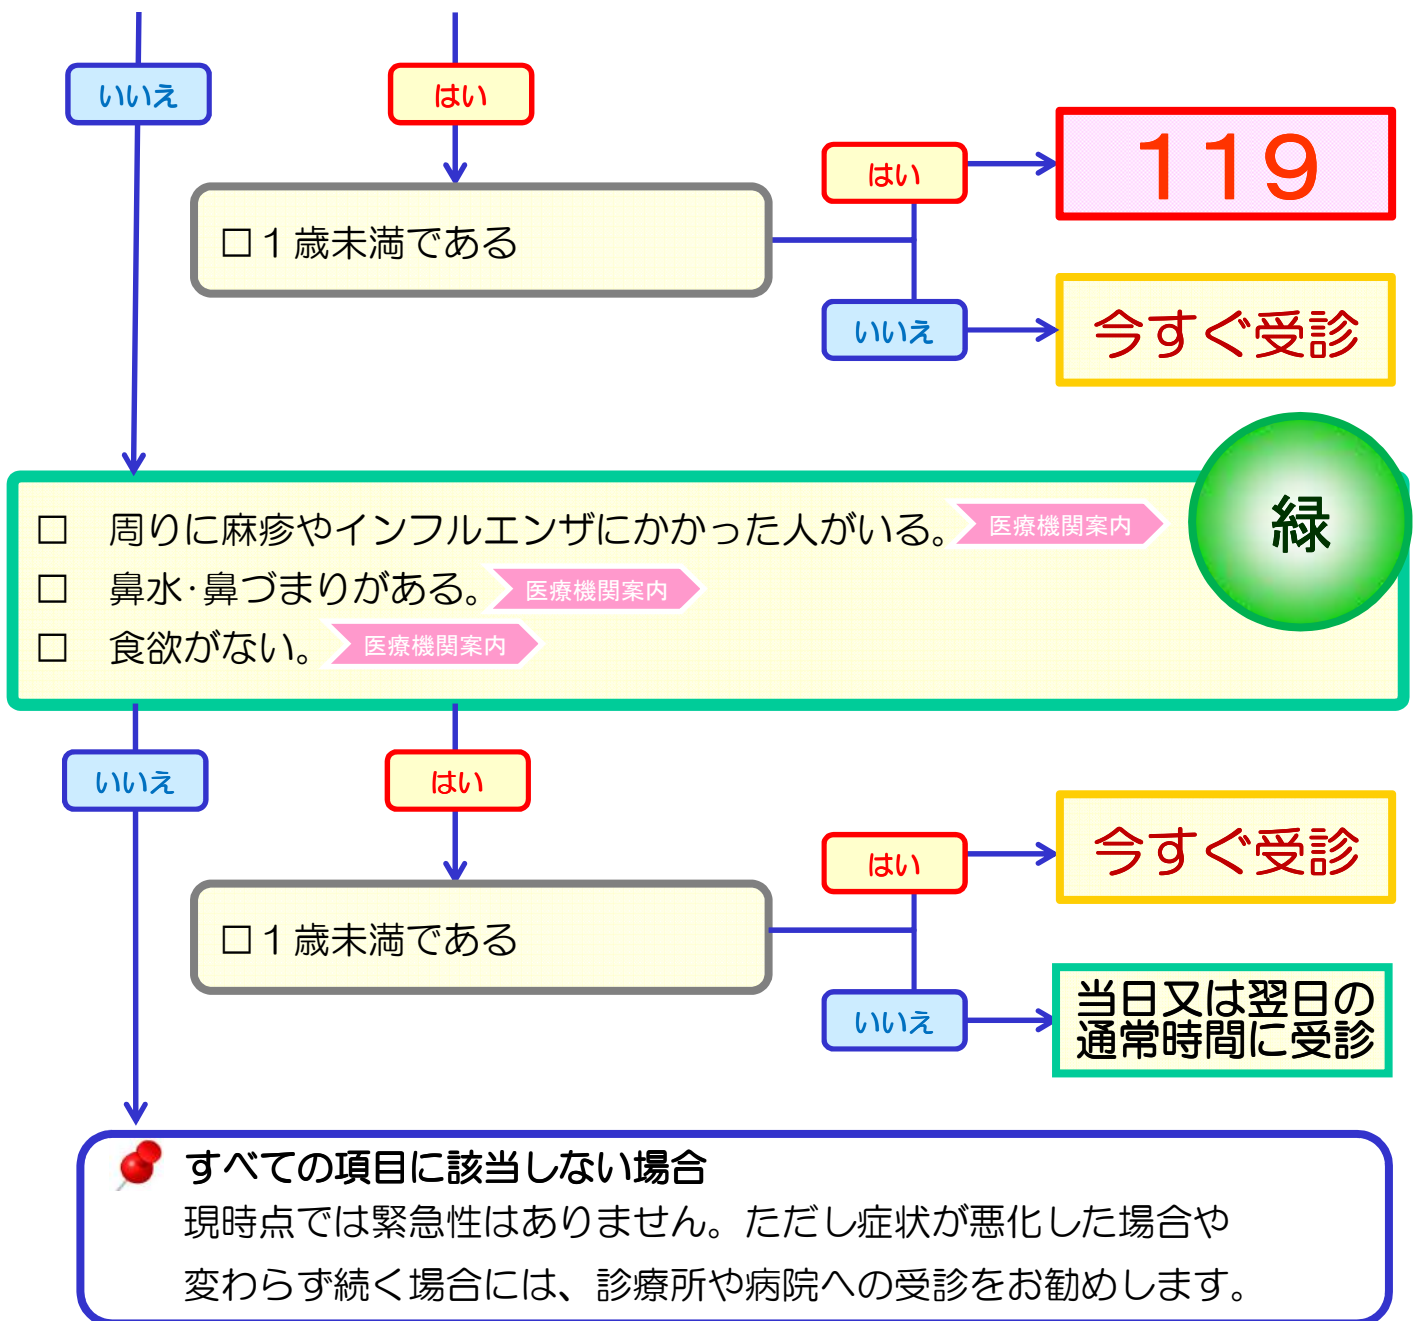 いいえ
はい
はい
119
□1歳未満である
いいえ
今すぐ受診
緑
□ 周りに麻疹やインフルエンザにかかった人がいる。 医療機関案内
□ 鼻水･鼻づまりがある。 医療機関案内
□ 食欲がない。 医療機関案内
いいえ
はい
はい
今すぐ受診
□1歳未満である
いいえ
当日又は翌日の
通常時間に受診
すべての項目に該当しない場合
現時点では緊急性はありません。ただし症状が悪化した場合や
変わらず続く場合には、診療所や病院への受診をお勧めします。